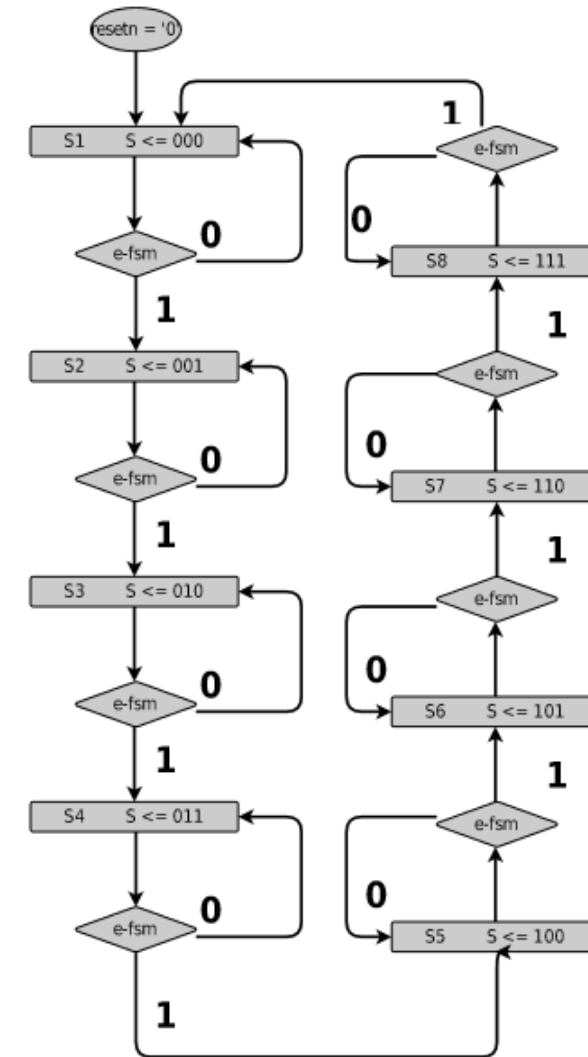 resetn = '0'
S1 S <= 000
e-fsm
0
1
S2 S <= 001
e-fsm
0
1
S3 S <= 010
e-fsm
0
1
S4 S <= 011
e-fsm
0
1
S5 S <= 100
0
e-fsm
1
S6 S <= 101
0
e-fsm
1
S7 S <= 110
0
e-fsm
1
S8 S <= 111
0
e-fsm
1